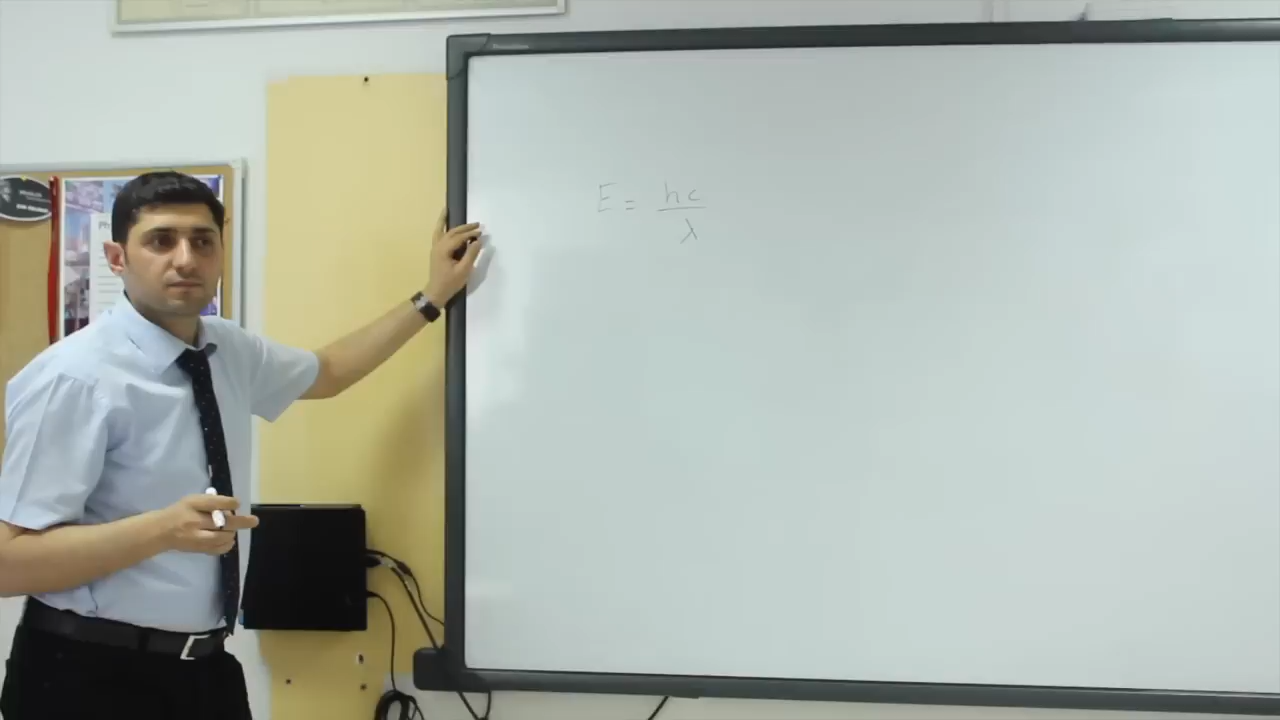 E = hc/λ